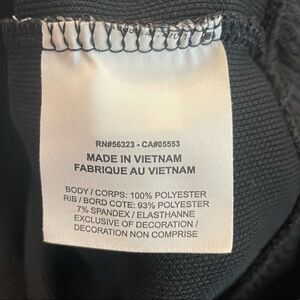 RN#56323 - CA#05553
MADE IN VIETNAM
FABRIQUE AU VIETNAM
BODY / CORPS: 100% POLYESTER
RIB / BORD COTE: 93% POLYESTER
7% SPANDEX / ELASTHANNE
EXCLUSIVE OF DECORATION /
DECORATION NON COMPRISE